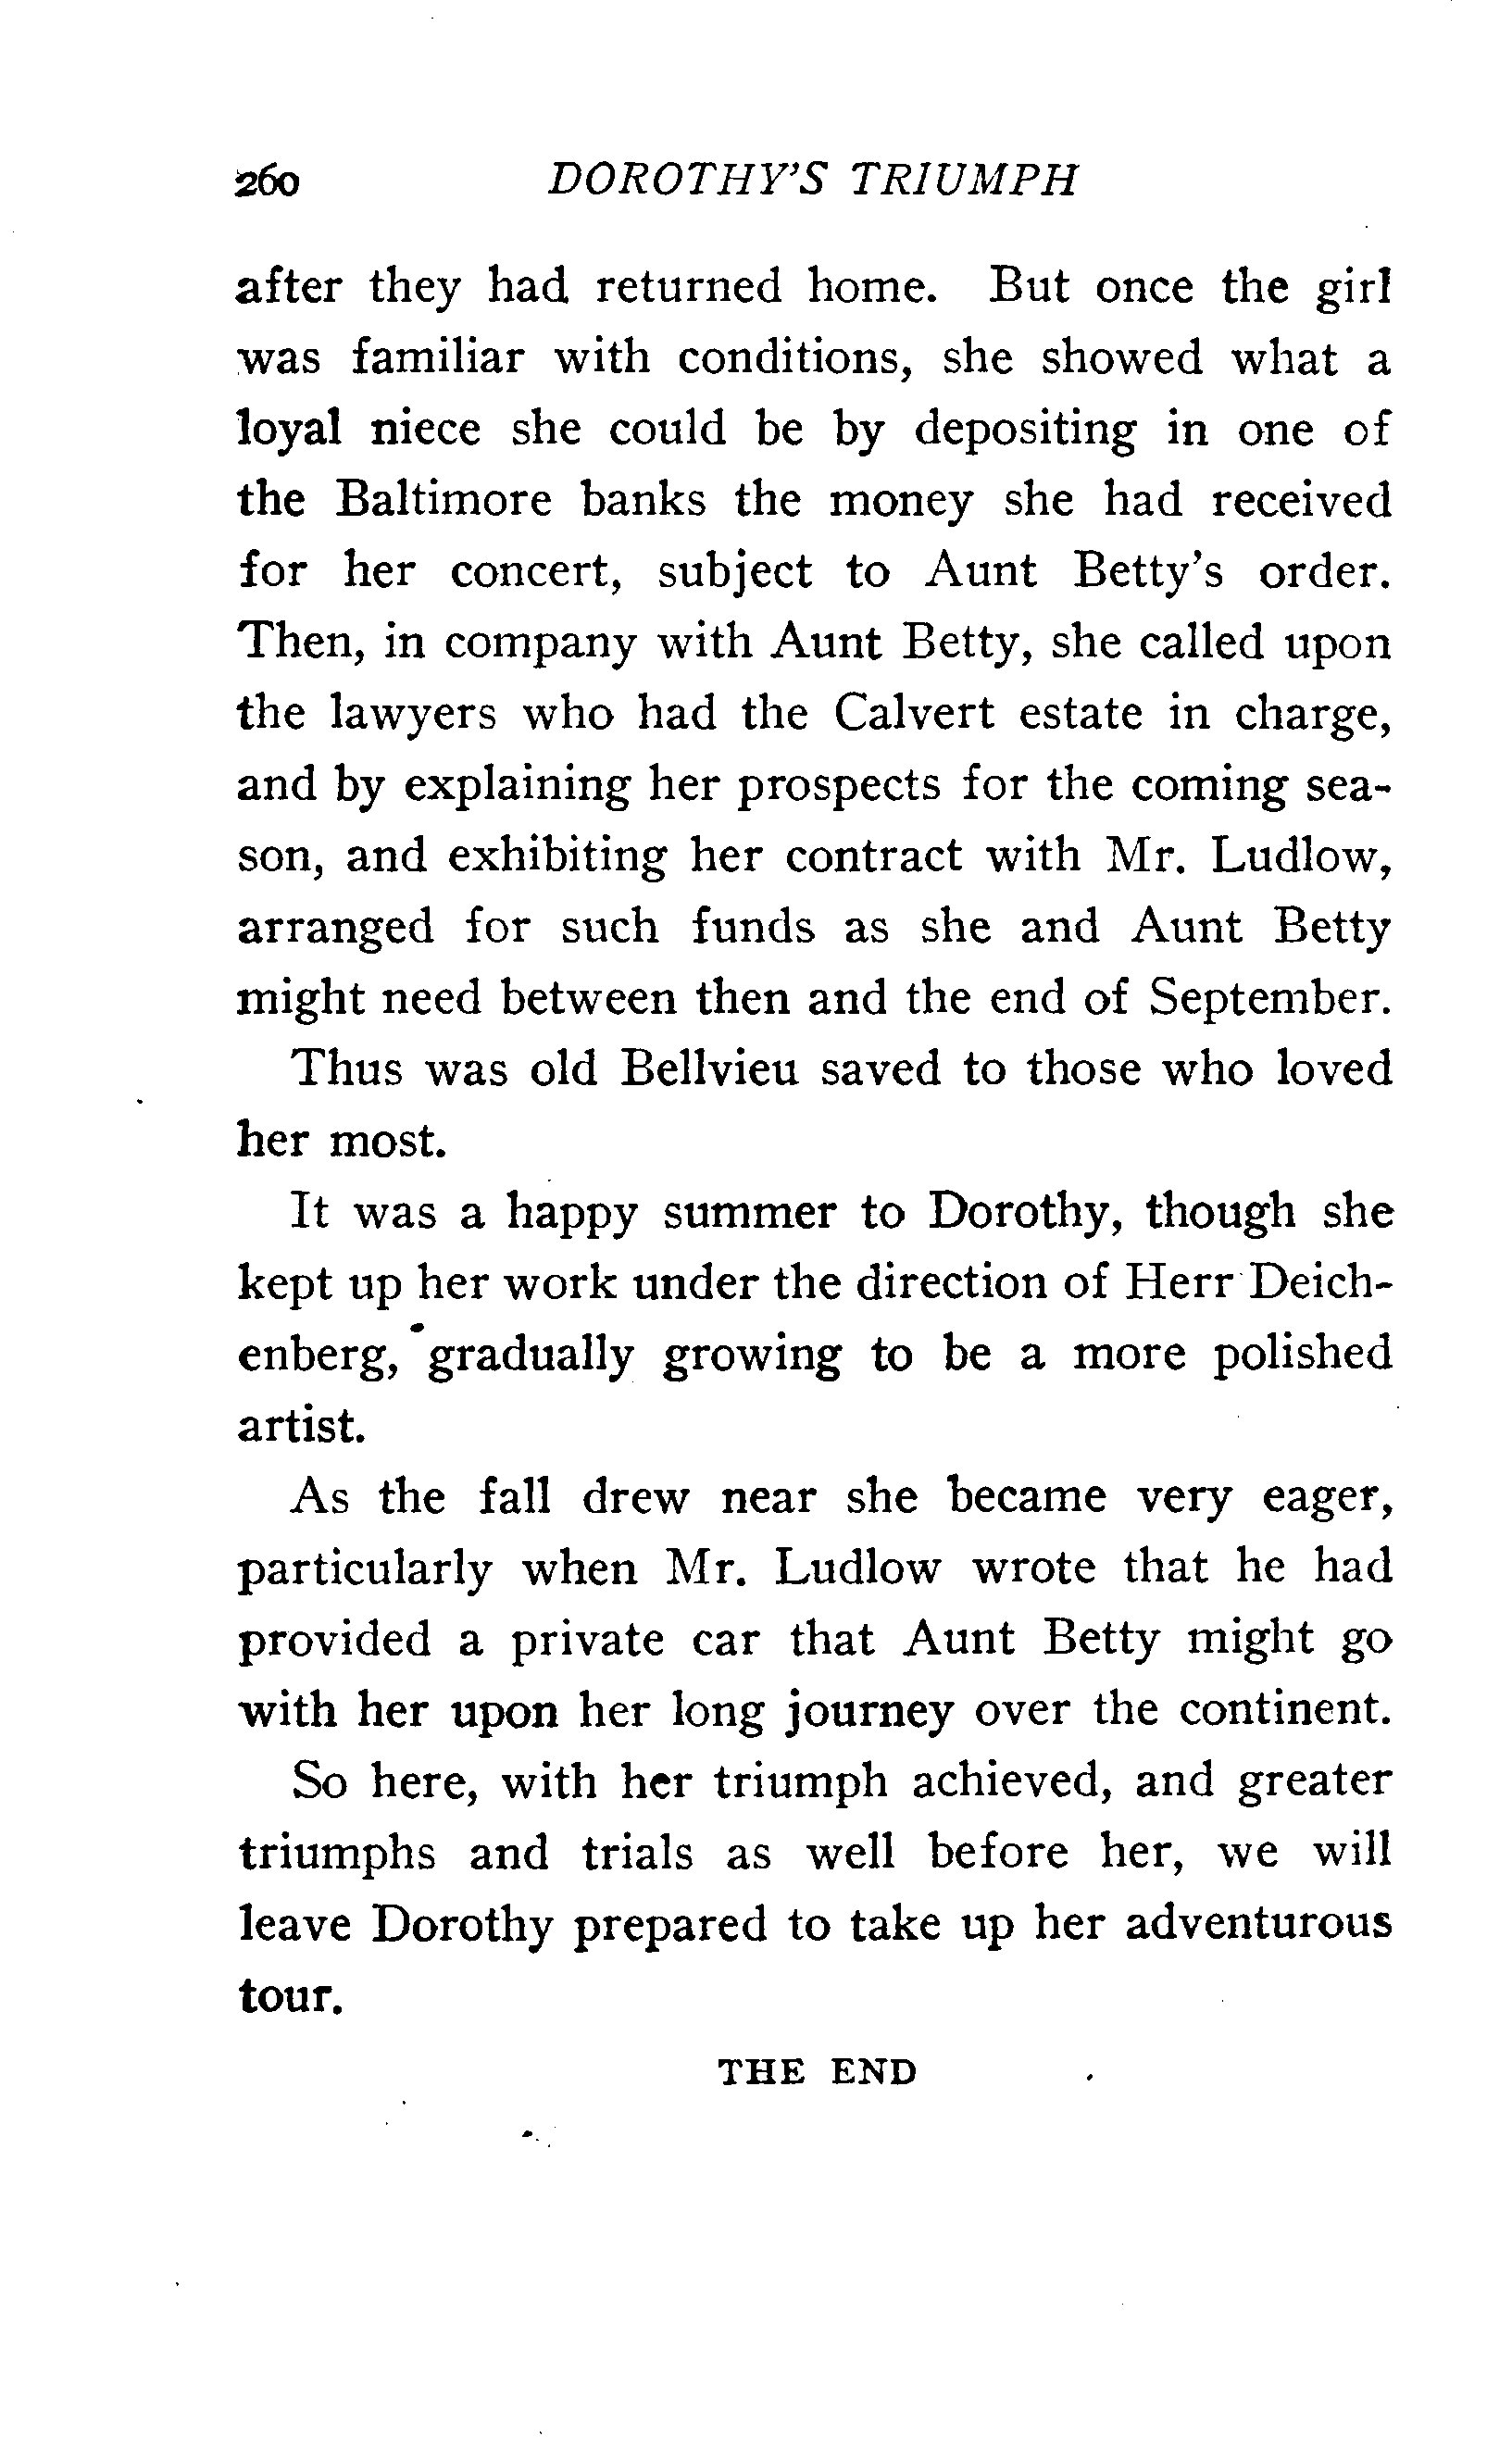 260 DOROTHY'S TRIUMPH
after they had returned home. But once the girl
was familiar with conditions, she showed what a
loyal niece she could be by depositing in one of
the Baltimore banks the money she had received
for her concert, subject to Aunt Betty's order.
Then, in company with Aunt Betty, she called upon
the lawyers who had the Calvert estate in charge,
and by explaining her prospects for the coming sea-
son, and exhibiting her contract with Mr. Ludlow,
arranged for such funds as she and Aunt Betty
might need between then and the end of September.
Thus was old Bellvieu saved to those who loved
her most.
It was a happy summer to Dorothy, though she
kept up her work under the direction of Herr Deich-
enberg, gradually growing to be a more polished
artist.
As the fall drew near she became very eager,
particularly when Mr. Ludlow wrote that he had
provided a private car that Aunt Betty might go
with her upon her long journey over the continent.
So here, with her triumph achieved, and greater
triumphs and trials as well before her, we will
leave Dorothy prepared to take up her adventurous
tour.
THE END